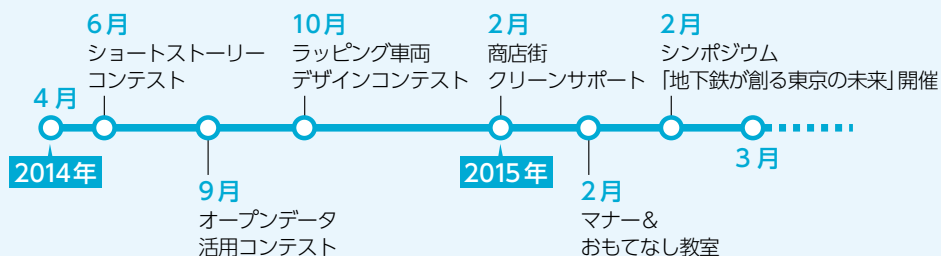 4月
2014年
6月
ショートストーリー
コンテスト
9月
オープンデータ
活用コンテスト
10月
ラッピング車両
デザインコンテスト
2月
商店街
クリーンサポート
2015年
2月
マナー&
おもてなし教室
2月
シンポジウム
「地下鉄が創る東京の未来」開催
3月